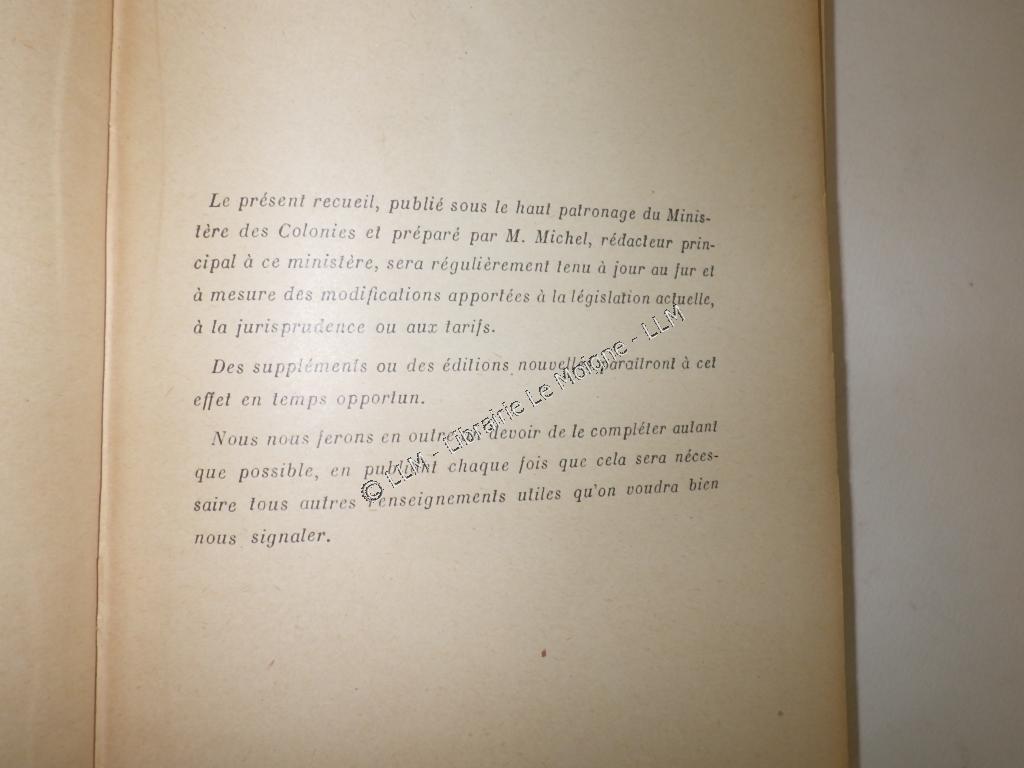 Le présent recueil, publié sous le haut patronage du Minis-
tère des Colonies et préparé par M. Michel, rédacteur prin-
cipal à ce ministère, sera régulièrement tenu à jour au fur et
à mesure des modifications apportées à la législation actuelle,
à la jurisprudence ou aux tarifs.
Des suppléments ou des éditions nouvelles paraîtront à cet
effet en temps opportun.
Nous nous ferons en outre un devoir de le compléter autant
que possible, en publiant chaque fois que cela sera néces-
saire tous autres renseignements utiles qu'on voudra bien
nous signaler.
© LLM - Librairie Le Moigne - LLM